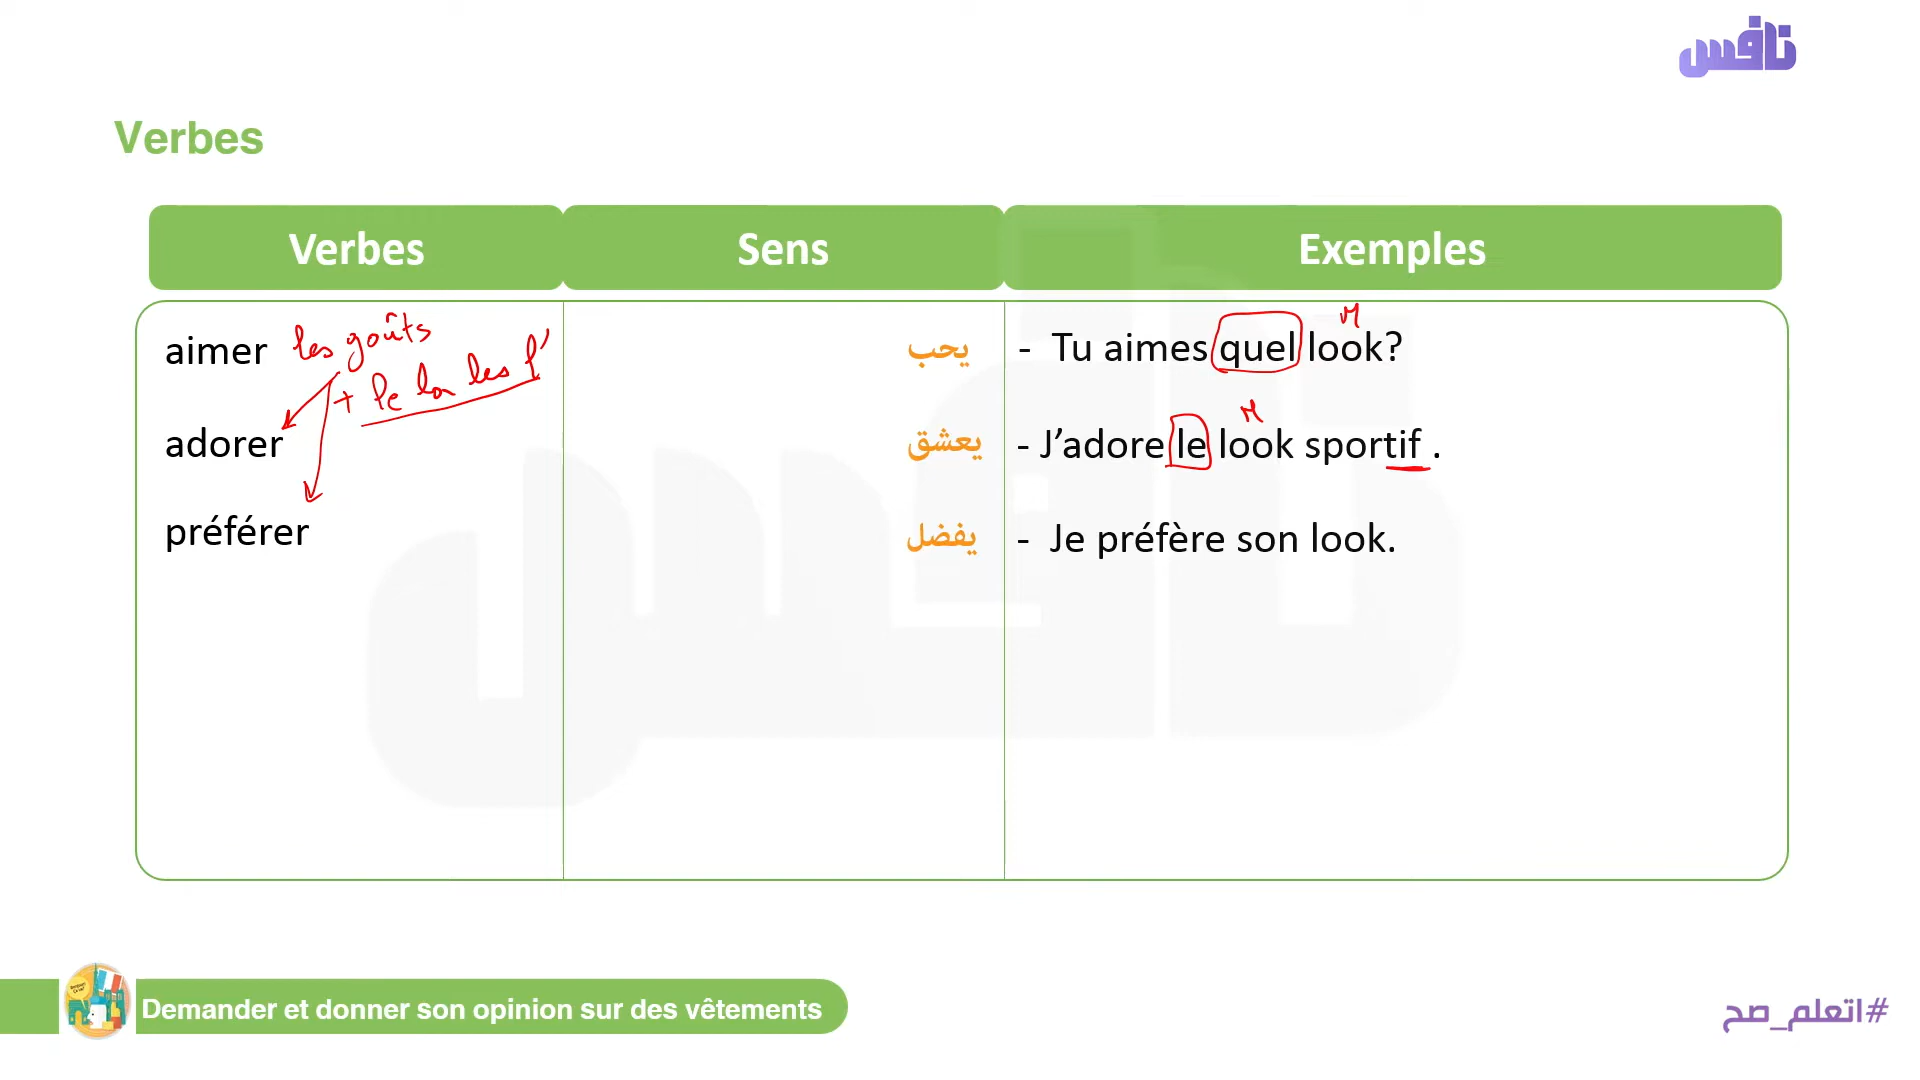 نافس
Verbes
Verbes Sens Exemples
aimer les goûts يحب - Tu aimes quel look? M
+ le la les l'
adorer يعشق - J’adore le look sportif . M
préférer يفضل - Je préfère son look.
Demander et donner son opinion sur des vêtements
#اتعلم_صح